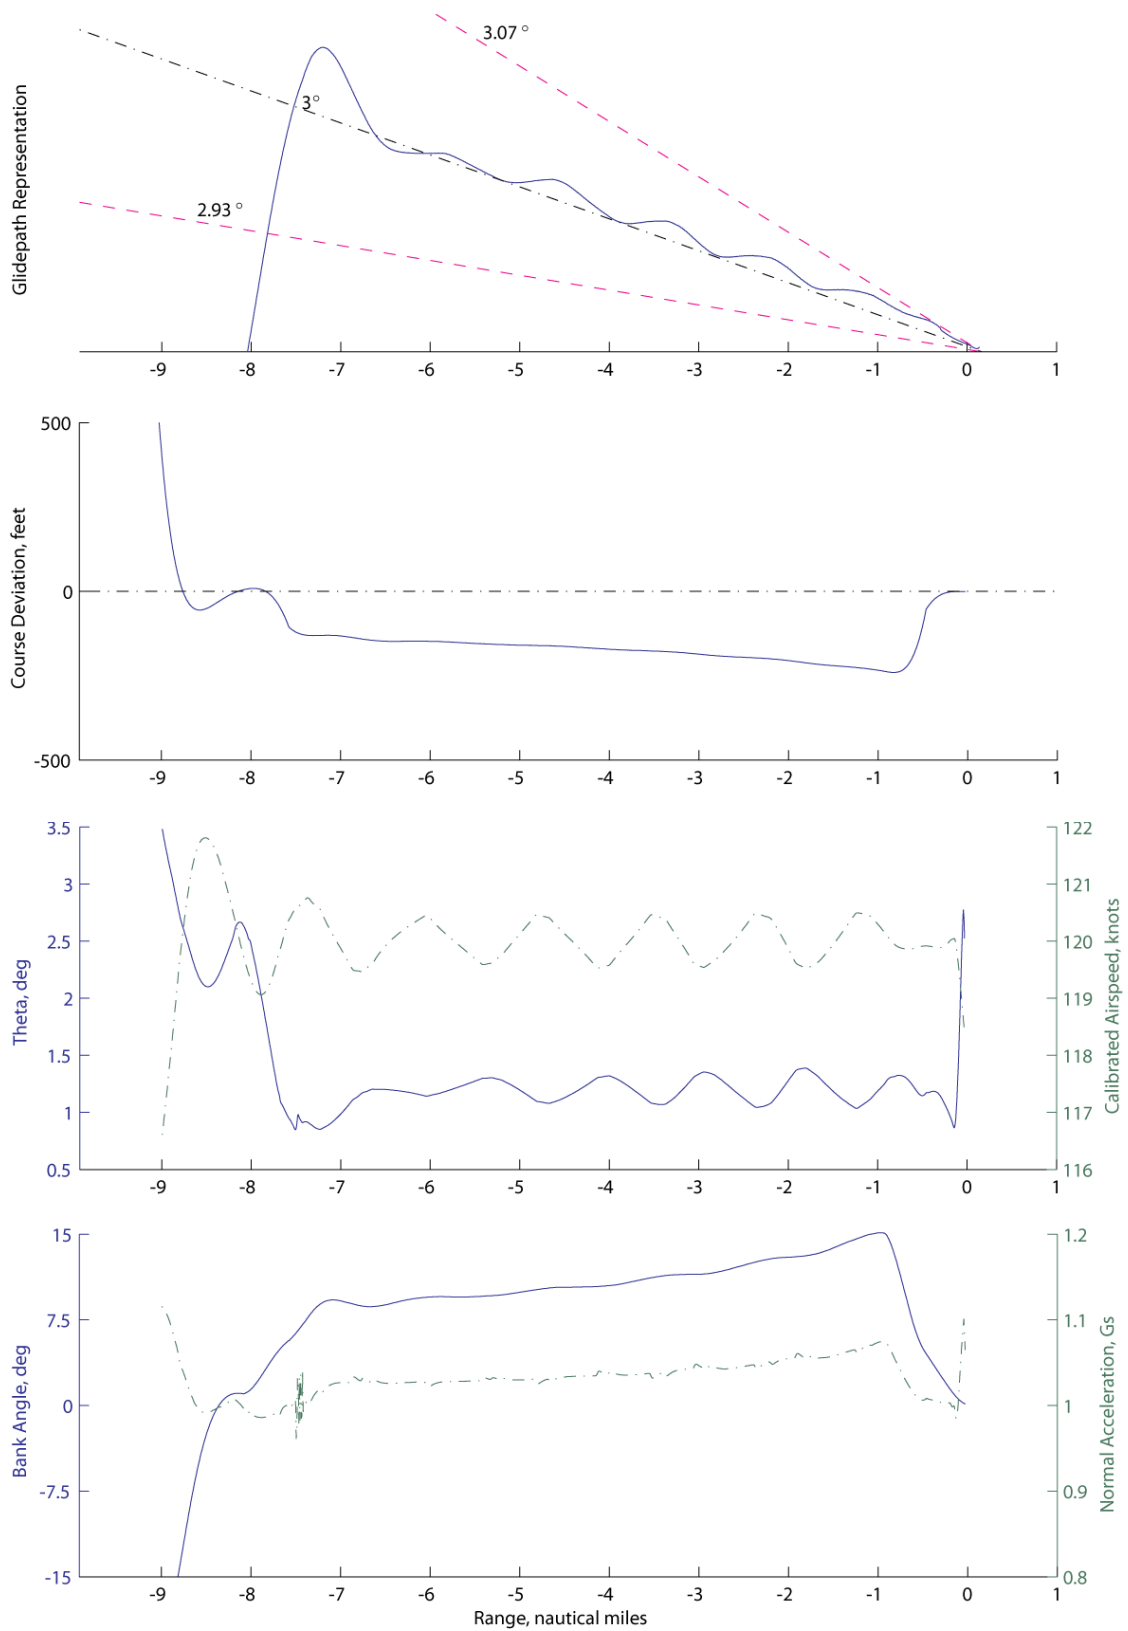 3.07 °
3°
2.93 °
Glidepath Representation
-9 -8 -7 -6 -5 -4 -3 -2 -1 0 1
500
0
-500
Course Deviation, feet
-9 -8 -7 -6 -5 -4 -3 -2 -1 0 1
3.5
3
2.5
2
1.5
1
0.5
Theta, deg
122
121
120
119
118
117
116
Calibrated Airspeed, knots
-9 -8 -7 -6 -5 -4 -3 -2 -1 0 1
15
7.5
0
-7.5
-15
Bank Angle, deg
1.2
1.1
1
0.9
0.8
Normal Acceleration, Gs
-9 -8 -7 -6 -5 -4 -3 -2 -1 0 1
Range, nautical miles